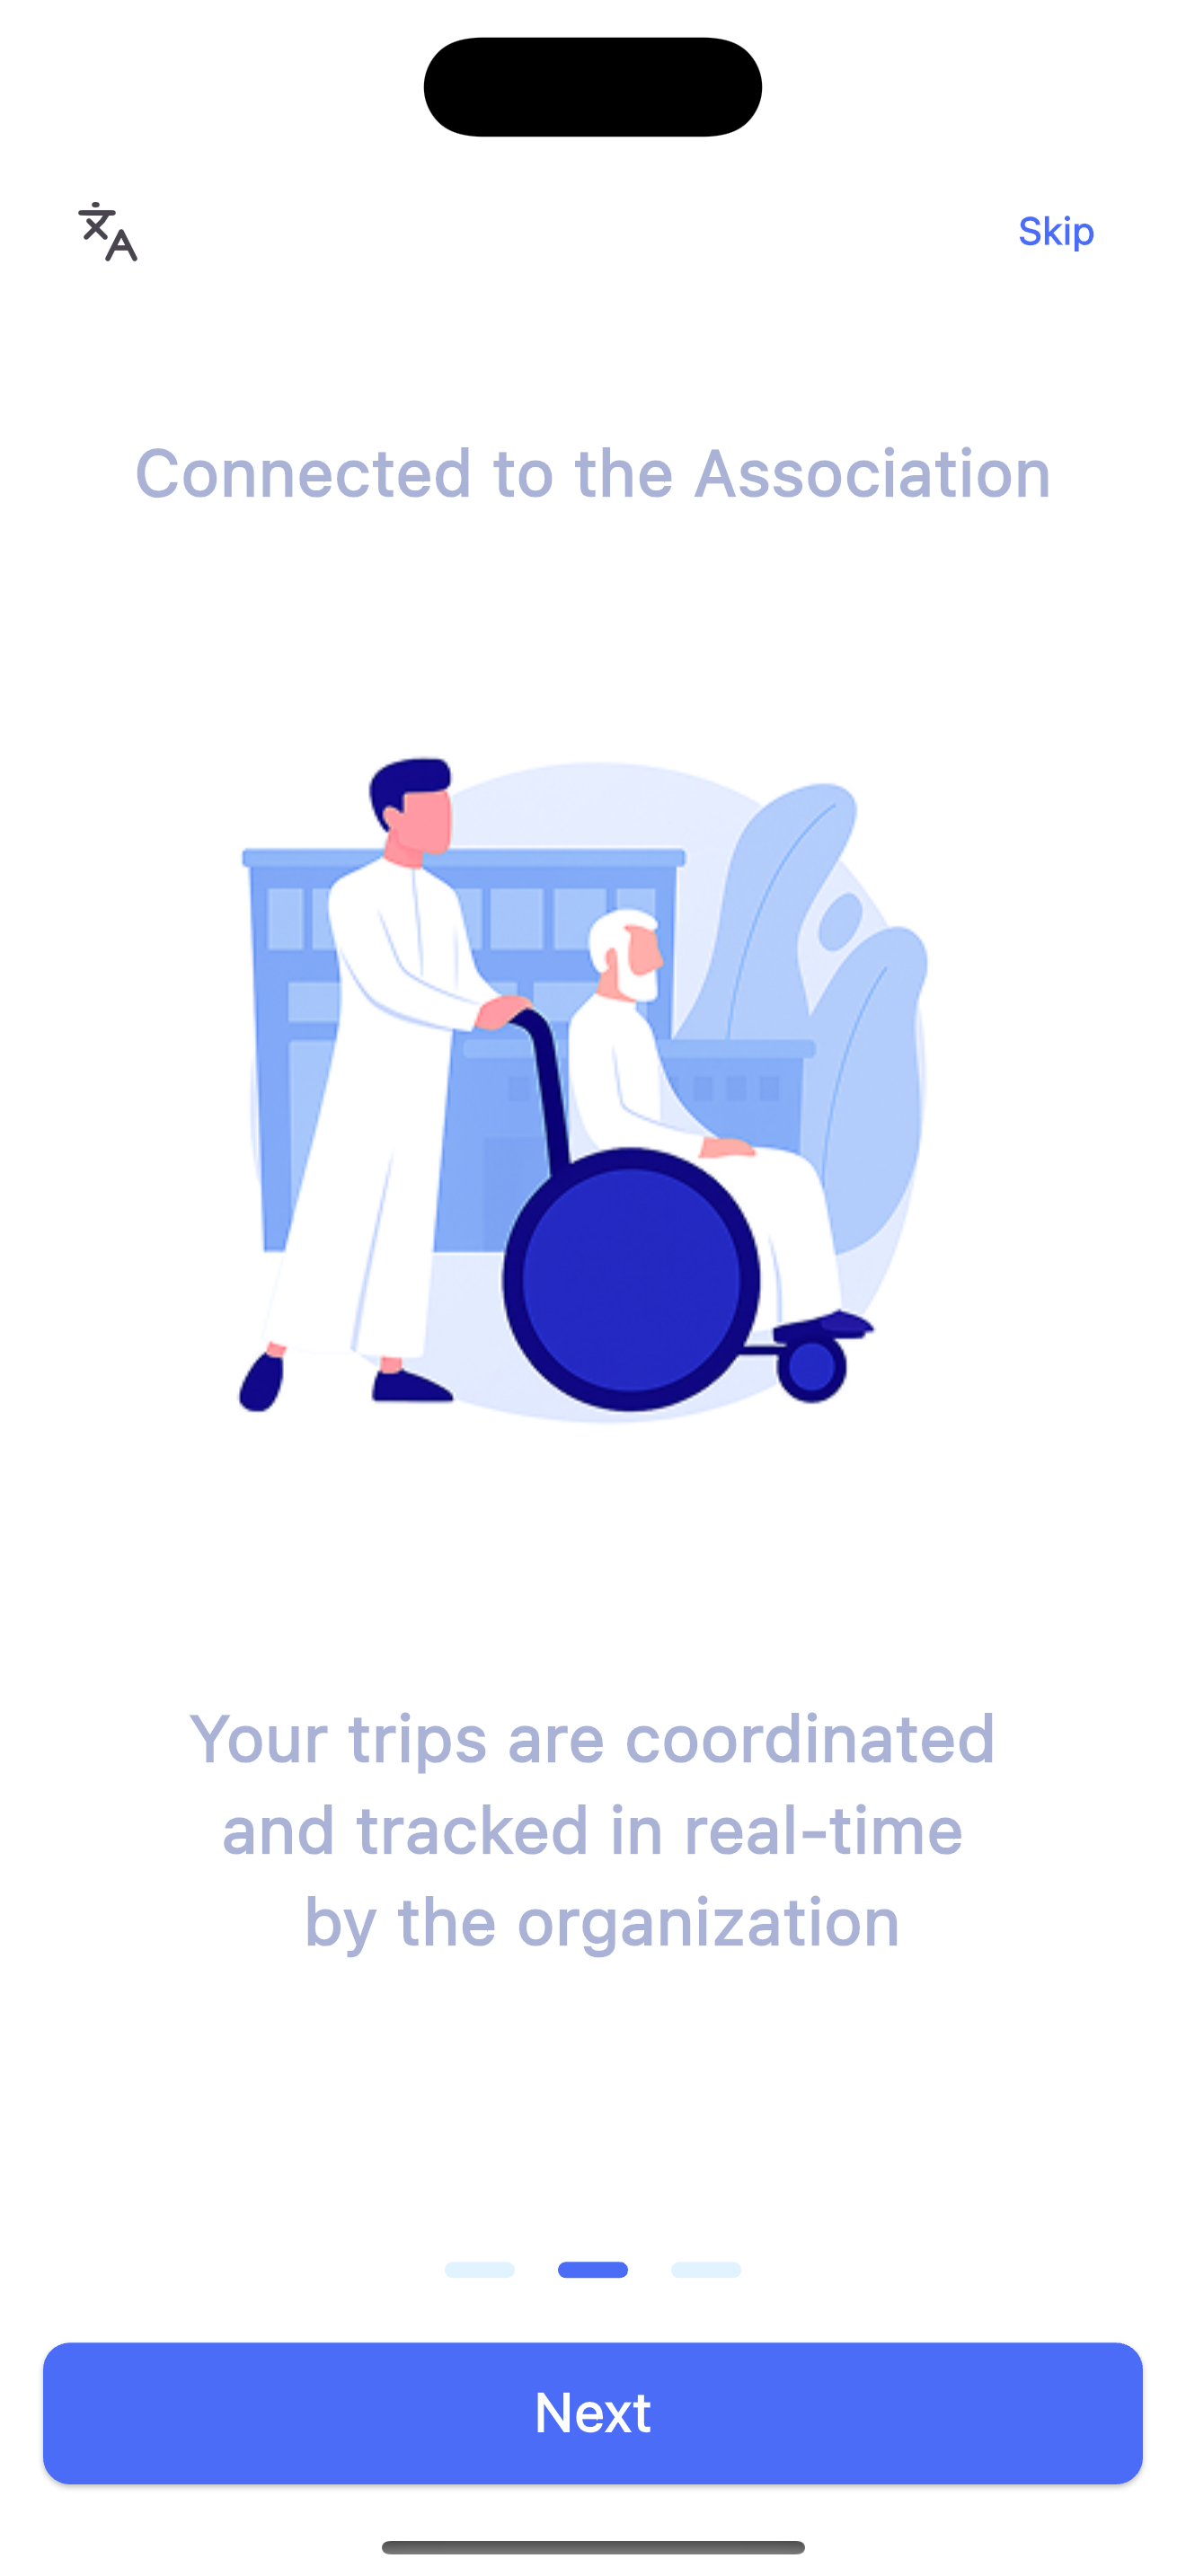 Skip
Connected to the Association
Your trips are coordinated
and tracked in real-time
by the organization
Next